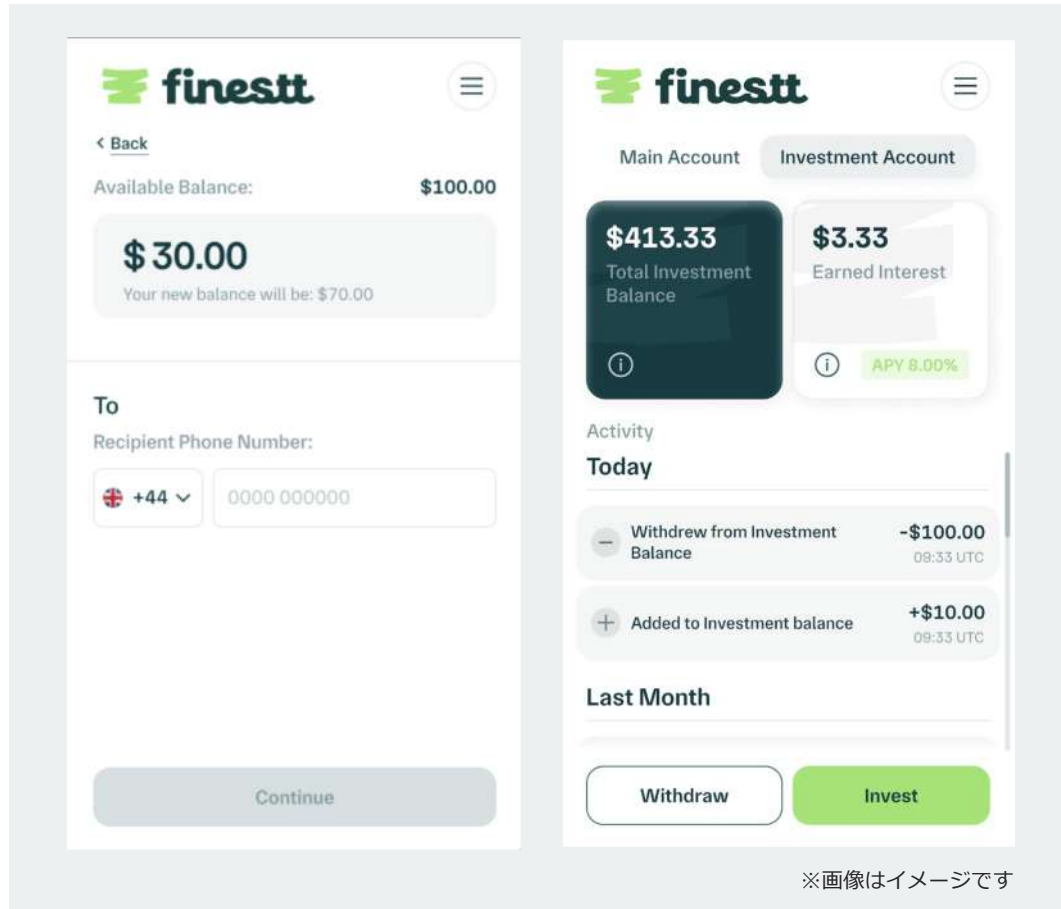 finestt
< Back
Available Balance: $100.00
$ 30.00
Your new balance will be: $70.00
To
Recipient Phone Number:
+44 0000 000000
Continue
finestt
Main Account Investment Account
$413.33
Total Investment
Balance
$3.33
Earned Interest
APY 8.00%
Activity
Today
Withdrew from Investment -$100.00
Balance 09:33 UTC
Added to Investment balance +$10.00
09:33 UTC
Last Month
Withdraw Invest
※画像はイメージです